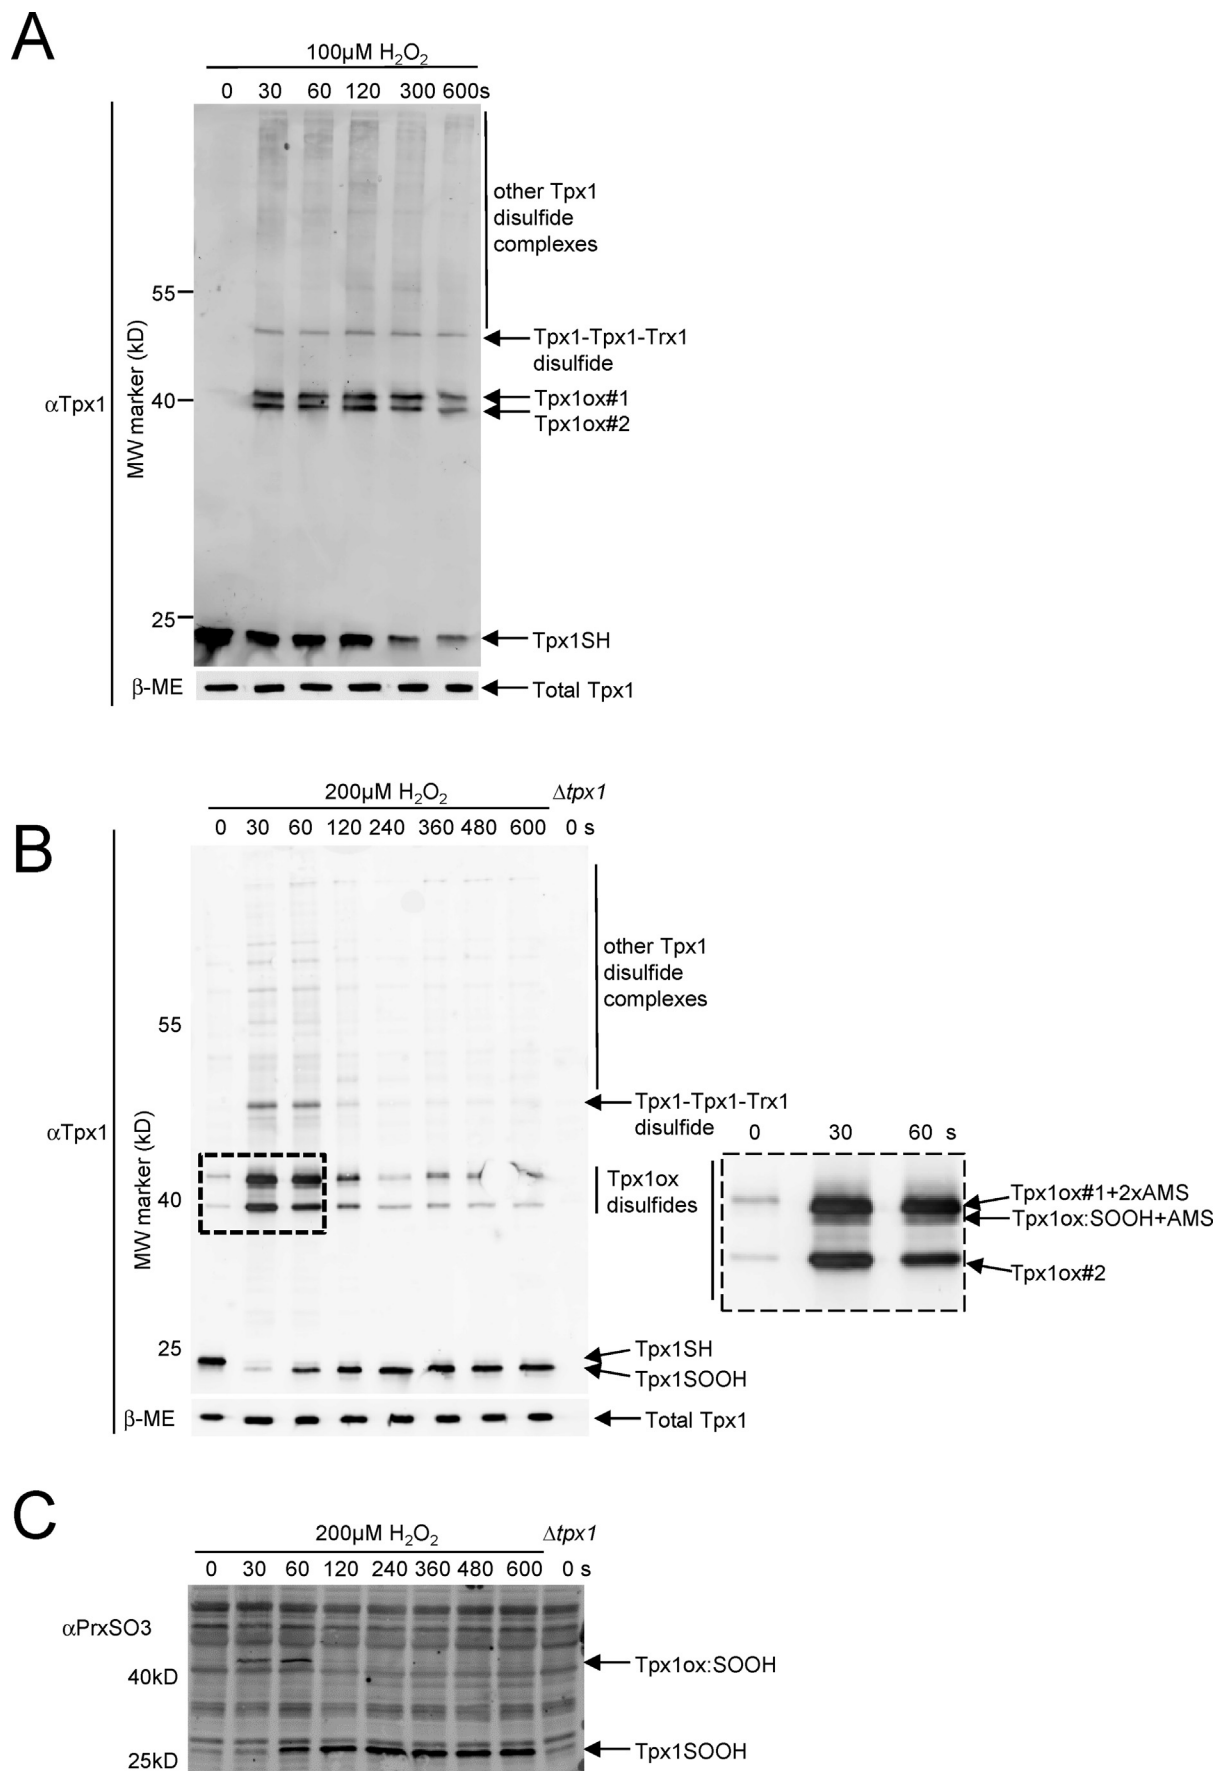 A
100µM H₂O₂
0 30 60 120 300 600s
other Tpx1
disulfide
complexes
55
Tpx1-Tpx1-Trx1
disulfide
Tpx1ox#1
40
Tpx1ox#2
αTpx1
MW marker (kD)
25
Tpx1SH
β-ME
Total Tpx1
B
200µM H₂O₂ Δtpx1
0 30 60 120 240 360 480 600 0 s
other Tpx1
disulfide
complexes
55
Tpx1-Tpx1-Trx1
disulfide
αTpx1
MW marker (kD)
Tpx1ox
disulfides
40
0 30 60 s
Tpx1ox#1+2xAMS
Tpx1ox:SOOH+AMS
Tpx1ox#2
25
Tpx1SH
Tpx1SOOH
β-ME
Total Tpx1
C
200µM H₂O₂ Δtpx1
0 30 60 120 240 360 480 600 0 s
αPrxSO3
Tpx1ox:SOOH
40kD
Tpx1SOOH
25kD